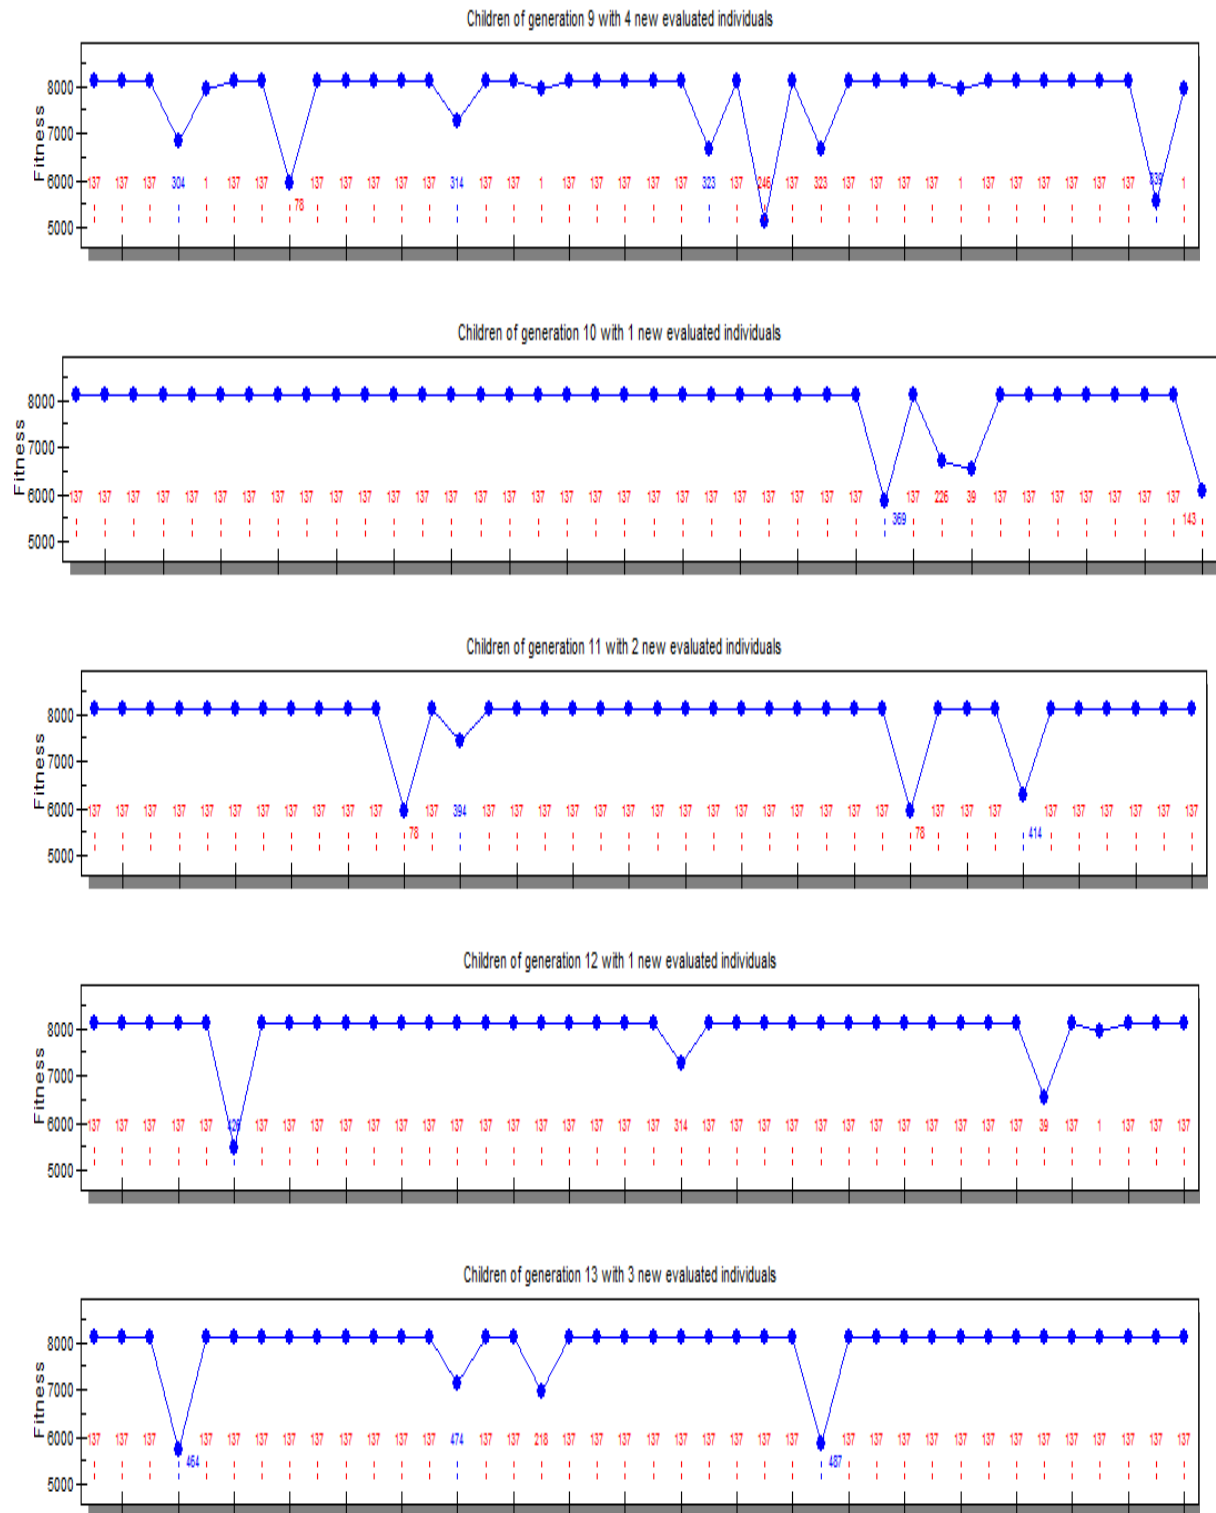 Children of generation 9 with 4 new evaluated individuals
Fitness
8000
7000
6000
5000
137 137 137 304 1 137 137 137 137 137 137 137 314 137 137 1 137 137 137 137 137 323 137 246 137 323 137 137 137 137 1 137 137 137 137 137 137 339 1
78
Children of generation 10 with 1 new evaluated individuals
Fitness
8000
7000
6000
5000
137 137 137 137 137 137 137 137 137 137 137 137 137 137 137 137 137 137 137 137 137 137 137 137 137 137 137 137 137 226 39 137 137 137 137 137 137 137
369 143
Children of generation 11 with 2 new evaluated individuals
Fitness
8000
7000
6000
5000
137 137 137 137 137 137 137 137 137 137 137 137 394 137 137 137 137 137 137 137 137 137 137 137 137 137 137 137 137 137 137 137 137 137 137 137 137
78 78 414
Children of generation 12 with 1 new evaluated individuals
Fitness
8000
7000
6000
5000
137 137 137 137 137 426 137 137 137 137 137 137 137 137 137 137 137 137 137 137 137 314 137 137 137 137 137 137 137 137 137 137 137 137 39 137 1 137 137 137
Children of generation 13 with 3 new evaluated individuals
Fitness
8000
7000
6000
5000
137 137 137 137 137 137 137 137 137 137 137 137 474 137 137 218 137 137 137 137 137 137 137 137 137 137 137 137 137 137 137 137 137 137 137 137 137 137
464 487